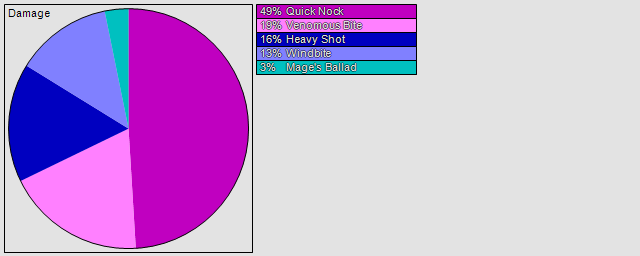 Damage
49% Quick Nock
19% Venomous Bite
16% Heavy Shot
13% Windbite
3% Mage's Ballad